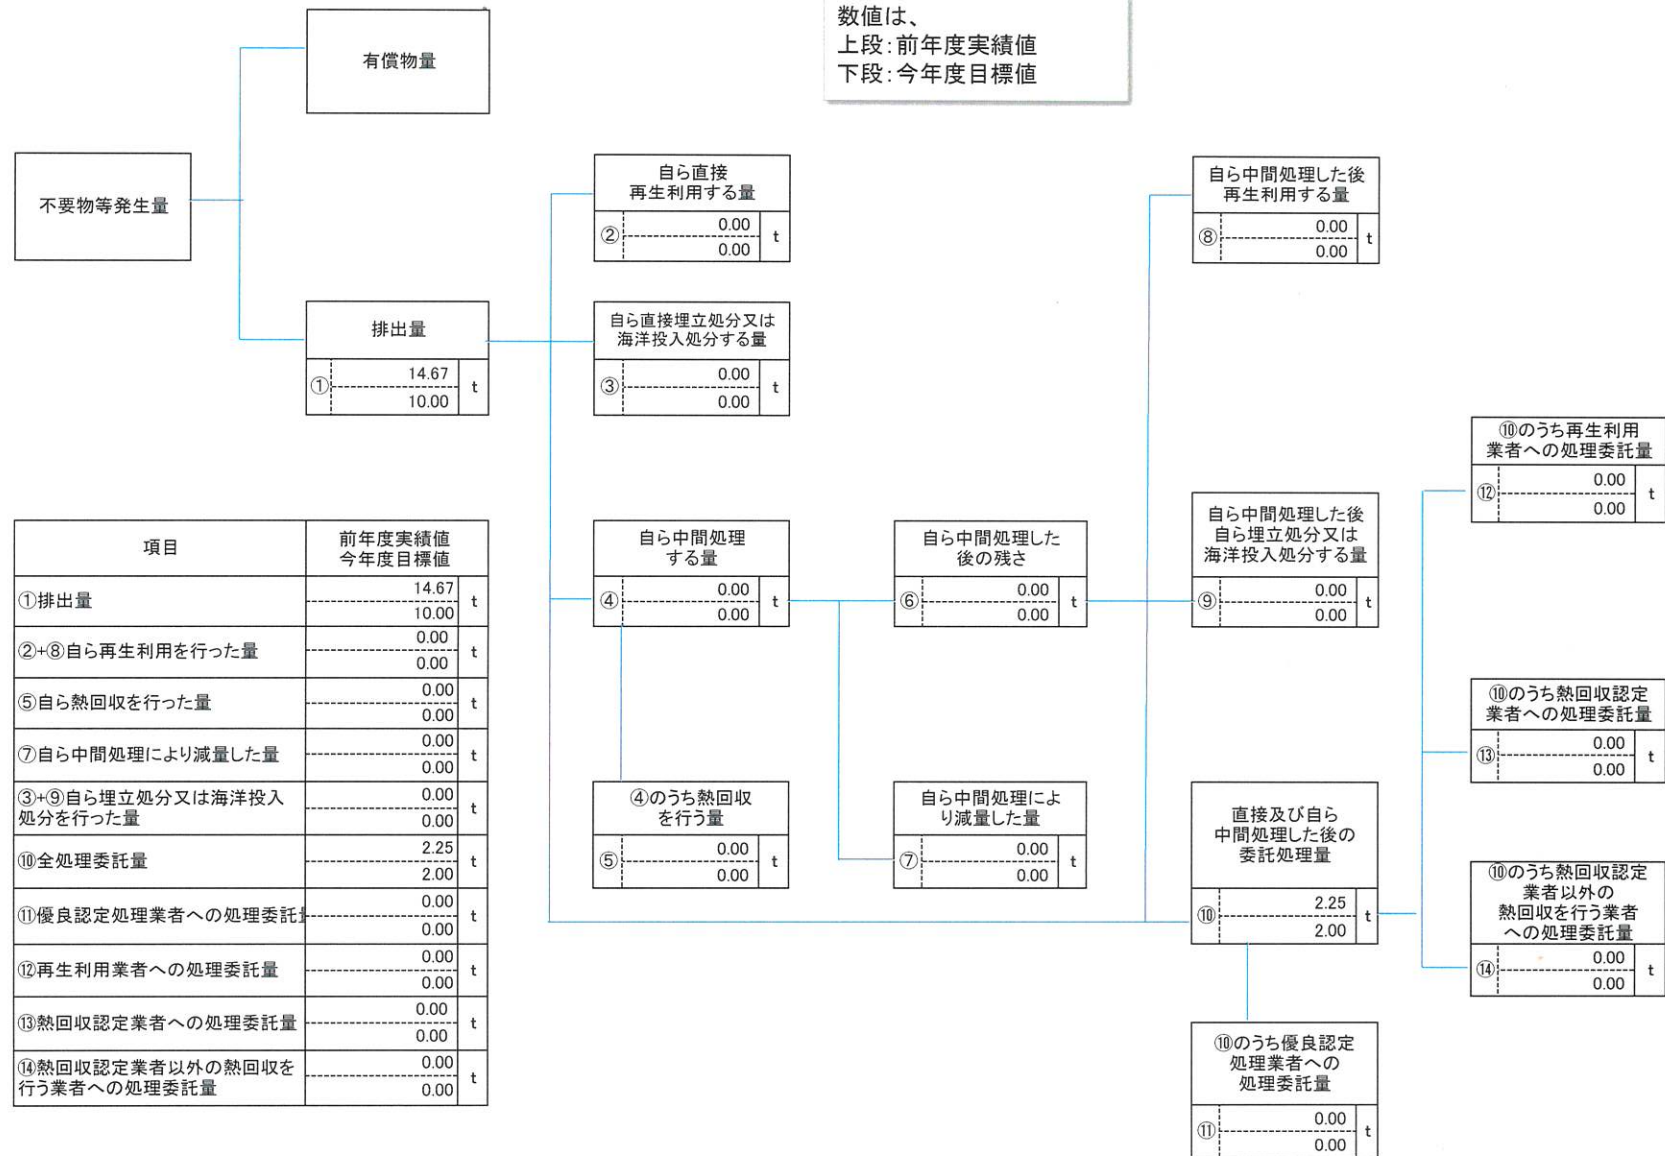 数値は、
上段:前年度実績値
下段:今年度目標値
有償物量
不要物等発生量
排出量
①
14.67
10.00
t
自ら直接
再生利用する量
②
0.00
0.00
t
自ら直接埋立処分又は
海洋投入処分する量
③
0.00
0.00
t
自ら中間処理
する量
④
0.00
0.00
t
④のうち熱回収
を行う量
⑤
0.00
0.00
t
自ら中間処理した
後の残さ
⑥
0.00
0.00
t
自ら中間処理によ
り減量した量
⑦
0.00
0.00
t
自ら中間処理した後
再生利用する量
⑧
0.00
0.00
t
自ら中間処理した後
自ら埋立処分又は
海洋投入処分する量
⑨
0.00
0.00
t
直接及び自ら
中間処理した後の
委託処理量
⑩
2.25
2.00
t
⑩のうち優良認定
処理業者への
処理委託量
⑪
0.00
0.00
t
⑩のうち再生利用
業者への処理委託量
⑫
0.00
0.00
t
⑩のうち熱回収認定
業者への処理委託量
⑬
0.00
0.00
t
⑩のうち熱回収認定
業者以外の
熱回収を行う業者
への処理委託量
⑭
0.00
0.00
t
項目
前年度実績値
今年度目標値
①排出量
14.67
10.00
t
②+⑧自ら再生利用を行った量
0.00
0.00
t
⑤自ら熱回収を行った量
0.00
0.00
t
⑦自ら中間処理により減量した量
0.00
0.00
t
③+⑨自ら埋立処分又は海洋投入
処分を行った量
0.00
0.00
t
⑩全処理委託量
2.25
2.00
t
⑪優良認定処理業者への処理委託
0.00
0.00
t
⑫再生利用業者への処理委託量
0.00
0.00
t
⑬熱回収認定業者への処理委託量
0.00
0.00
t
⑭熱回収認定業者以外の熱回収を
行う業者への処理委託量
0.00
0.00
t